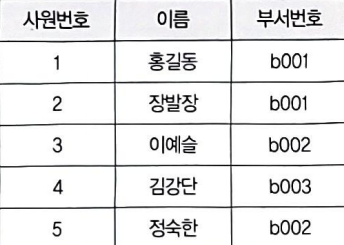 사원번호 이름 부서번호
1 홍길동 b001
2 장발장 b001
3 이예슬 b002
4 김강단 b003
5 정숙한 b002